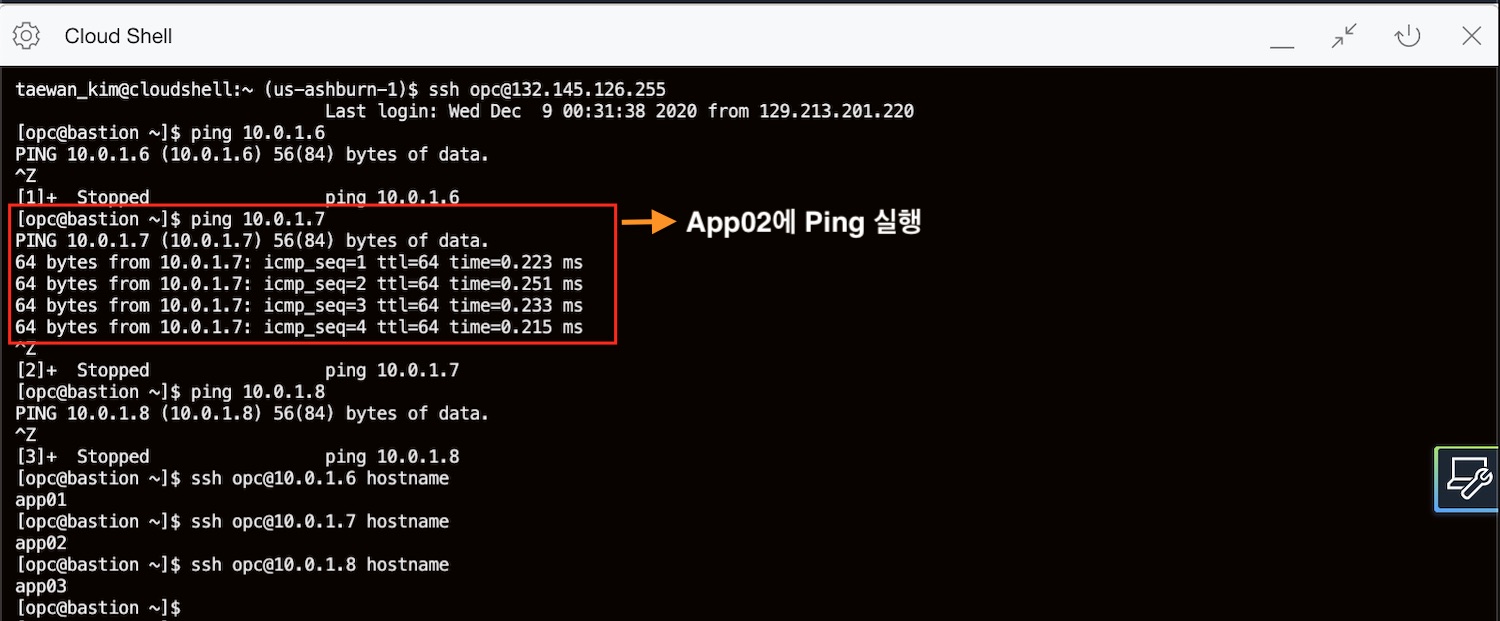 Cloud Shell
taewan_kim@cloudshell:~ (us-ashburn-1)$ ssh opc@132.145.126.255
Last login: Wed Dec  9 00:31:38 2020 from 129.213.201.220
[opc@bastion ~]$ ping 10.0.1.6
PING 10.0.1.6 (10.0.1.6) 56(84) bytes of data.
^Z
[1]+  Stopped                 ping 10.0.1.6
[opc@bastion ~]$ ping 10.0.1.7
App02에 Ping 실행
PING 10.0.1.7 (10.0.1.7) 56(84) bytes of data.
64 bytes from 10.0.1.7: icmp_seq=1 ttl=64 time=0.223 ms
64 bytes from 10.0.1.7: icmp_seq=2 ttl=64 time=0.251 ms
64 bytes from 10.0.1.7: icmp_seq=3 ttl=64 time=0.233 ms
64 bytes from 10.0.1.7: icmp_seq=4 ttl=64 time=0.215 ms
^Z
[2]+  Stopped                 ping 10.0.1.7
[opc@bastion ~]$ ping 10.0.1.8
PING 10.0.1.8 (10.0.1.8) 56(84) bytes of data.
^Z
[3]+  Stopped                 ping 10.0.1.8
[opc@bastion ~]$ ssh opc@10.0.1.6 hostname
app01
[opc@bastion ~]$ ssh opc@10.0.1.7 hostname
app02
[opc@bastion ~]$ ssh opc@10.0.1.8 hostname
app03
[opc@bastion ~]$